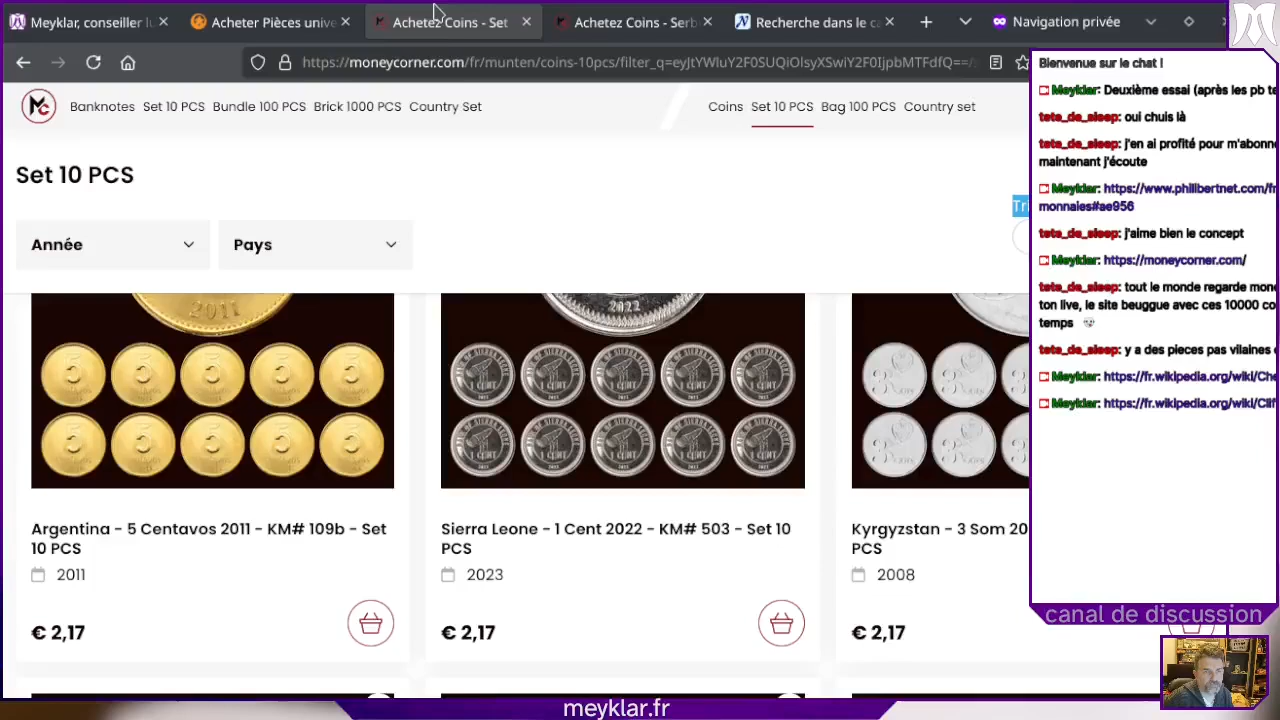 Meyklar, conseiller lu
Acheter Pièces unive
Achetez Coins - Set
Achetez Coins - Serb
Recherche dans le ca
Navigation privée
https://moneycorner.com/fr/munten/coins-10pcs/filter_q=eyJtYWluY2F0SUQiOlsyXSwiY2F0IjpbMTFdfQ==/
MC
Banknotes Set 10 PCS Bundle 100 PCS Brick 1000 PCS Country Set
Coins Set 10 PCS Bag 100 PCS Country set
Set 10 PCS
Tri
Année
Pays
2011
2022
Argentina - 5 Centavos 2011 - KM# 109b - Set
10 PCS
2011
€ 2,17
Sierra Leone - 1 Cent 2022 - KM# 503 - Set 10
PCS
2023
€ 2,17
Kyrgyzstan - 3 Som 20
PCS
2008
€ 2,17
Bienvenue sur le chat !
Meyklar: Deuxième essai (après les pb te
tete_de_sleep: oui chuis là
tete_de_sleep: j'en ai profité pour m'abonne
maintenant j'écoute
Meyklar: https://www.philibertnet.com/fr
monnaies#ae956
tete_de_sleep: j'aime bien le concept
Meyklar: https://moneycorner.com/
tete_de_sleep: tout le monde regarde mone
ton live, le site beuggue avec ces 10000 co
temps
tete_de_sleep: y a des pieces pas vilaines
Meyklar: https://fr.wikipedia.org/wiki/Che
Meyklar: https://fr.wikipedia.org/wiki/Clif
canal de discussion
meyklar.fr